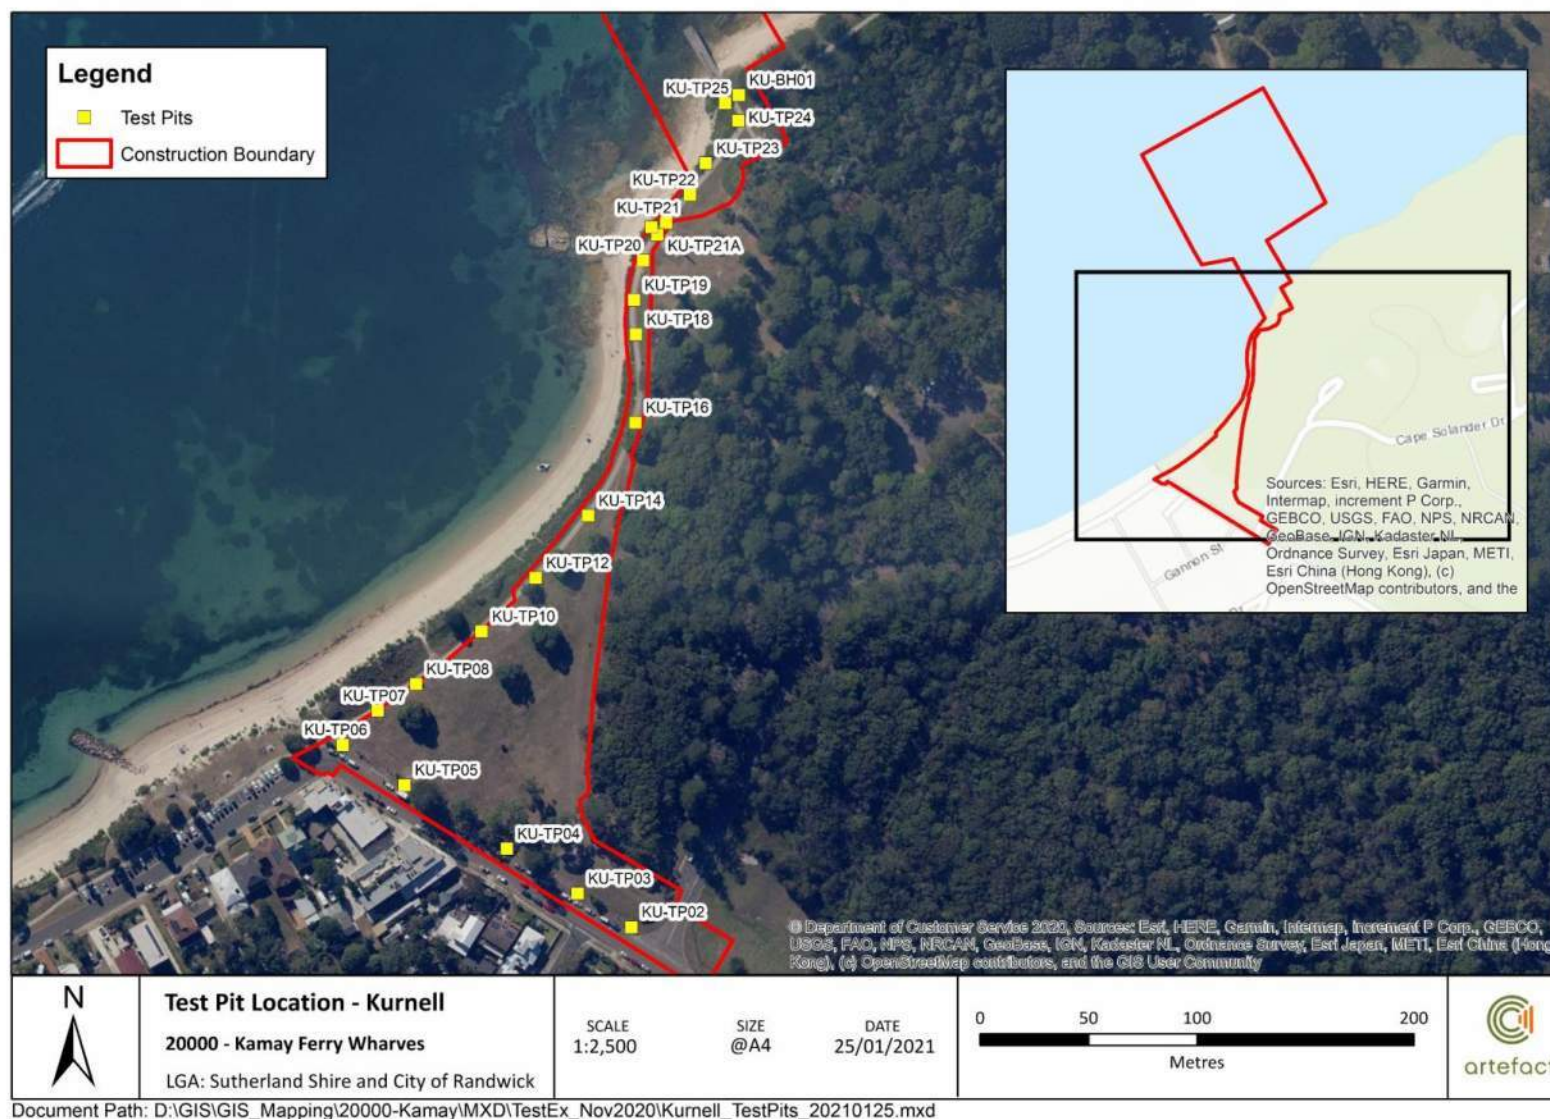 Legend
Test Pits
Construction Boundary
KU-BH01
KU-TP25
KU-TP24
KU-TP23
KU-TP22
KU-TP21
KU-TP20
KU-TP21A
KU-TP19
KU-TP18
KU-TP16
KU-TP14
KU-TP12
KU-TP10
KU-TP08
KU-TP07
KU-TP06
KU-TP05
KU-TP04
KU-TP03
KU-TP02
Cape Solander Dr
Gannon St
Dr
Sources: Esri, HERE, Garmin,
Intermap, increment P Corp.,
GEBCO, USGS, FAO, NPS, NRCAN,
GeoBase, IGN, Kadaster NL,
Ordnance Survey, Esri Japan, METI,
Esri China (Hong Kong), (c)
OpenStreetMap contributors, and the
© Department of Customer Service 2020, Sources: Esri, HERE, Garmin, Intermap, increment P Corp., GEBCO,
USGS, FAO, NPS, NRCAN, GeoBase, IGN, Kadaster NL, Ordnance Survey, Esri Japan, METI, Esri China (Hong
Kong), (c) OpenStreetMap contributors, and the GIS User Community
N
Test Pit Location - Kurnell
20000 - Kamay Ferry Wharves
LGA: Sutherland Shire and City of Randwick
SCALE
1:2,500
SIZE
@A4
DATE
25/01/2021
0 50 100 200
Metres
artefact
Document Path: D:\GIS\GIS_Mapping\20000-Kamay\MXD\TestEx_Nov2020\Kurnell_TestPits_20210125.mxd